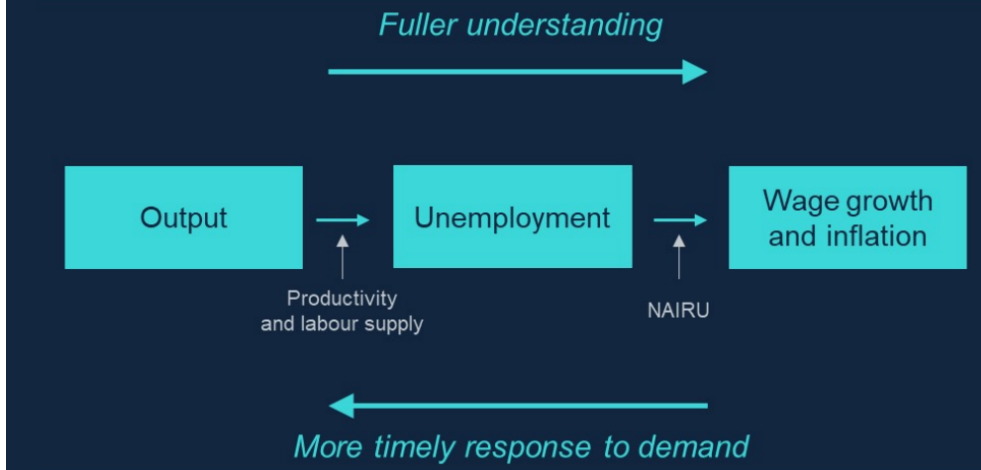 Fuller understanding
Output
Unemployment
Wage growth
and inflation
Productivity
and labour supply
NAIRU
More timely response to demand